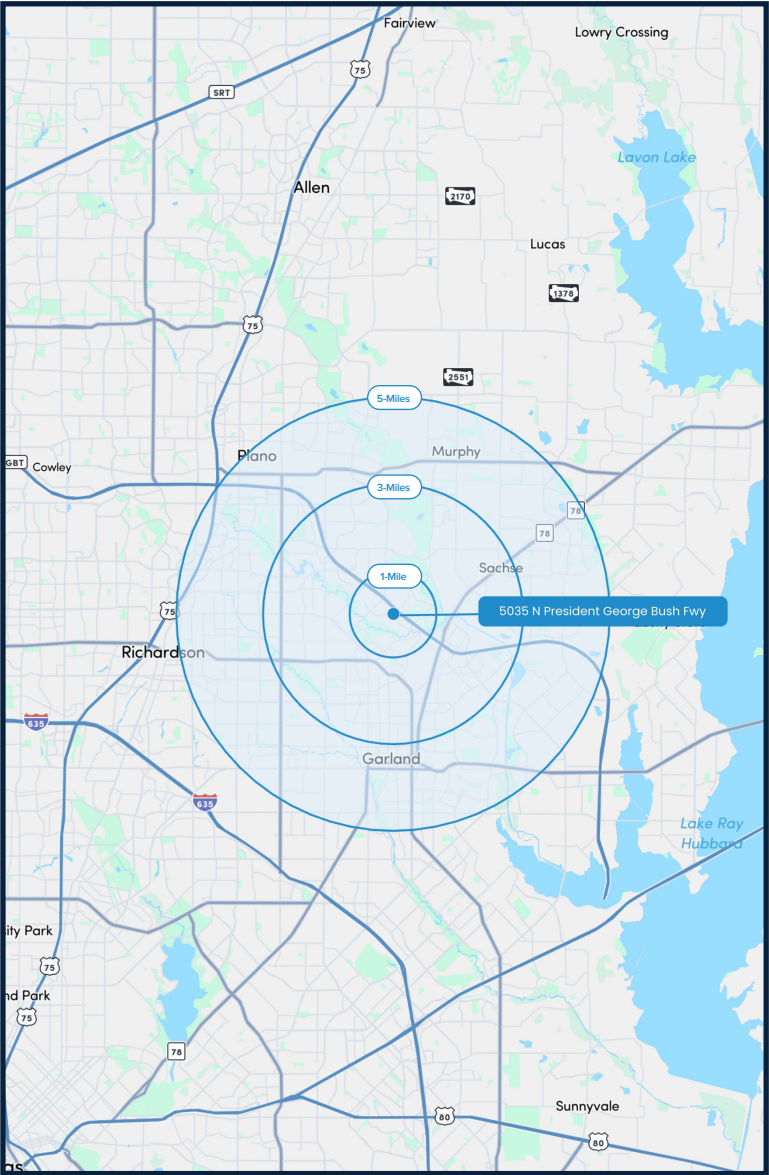 Fairview
Lowry Crossing
75
SRT
Lavon Lake
Allen
2170
Lucas
1378
75
2551
5-Miles
Plano
Murphy
GBT
Cowley
3-Miles
78
78
Sachse
1-Mile
75
5035 N President George Bush Fwy
Richardson
635
Garland
635
Lake Ray
Hubbard
sity Park
75
nd Park
75
78
Sunnyvale
80
80
as